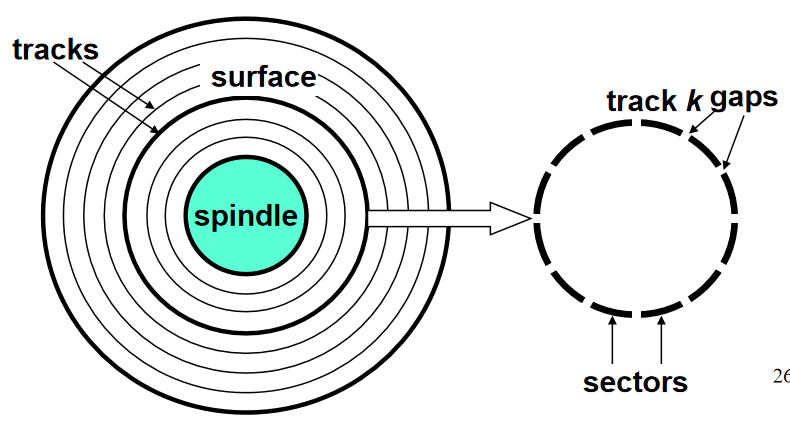 tracks
surface
spindle
track k gaps
sectors
26